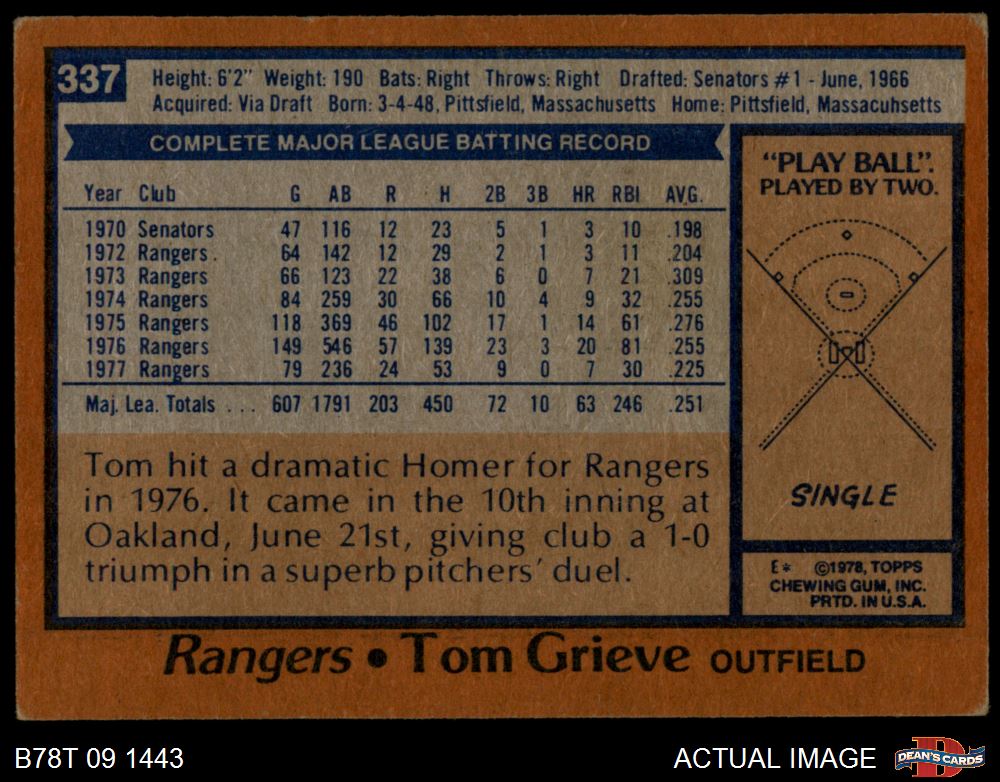 337
Height: 6'2" Weight: 190 Bats: Right Throws: Right Drafted: Senators #1 - June, 1966
Acquired: Via Draft Born: 3-4-48, Pittsfield, Massachusetts Home: Pittsfield, Massacuhsetts
COMPLETE MAJOR LEAGUE BATTING RECORD
Year Club G AB R H 2B 3B HR RBI AVG.
1970 Senators 47 116 12 23 5 1 3 10 .198
1972 Rangers. 64 142 12 29 2 1 3 11 .204
1973 Rangers 66 123 22 38 6 0 7 21 .309
1974 Rangers 84 259 30 66 10 4 9 32 .255
1975 Rangers 118 369 46 102 17 1 14 61 .276
1976 Rangers 149 546 57 139 23 3 20 81 .255
1977 Rangers 79 236 24 53 9 0 7 30 .225
Maj. Lea. Totals . . . 607 1791 203 450 72 10 63 246 .251
Tom hit a dramatic Homer for Rangers
in 1976. It came in the 10th inning at
Oakland, June 21st, giving club a 1-0
triumph in a superb pitchers' duel.
"PLAY BALL".
PLAYED BY TWO.
SINGLE
E* ©1978, TOPPS
CHEWING GUM, INC.
PRTD. IN U.S.A.
Rangers • Tom Grieve OUTFIELD
B78T 09 1443
ACTUAL IMAGE
DEAN'S CARDS